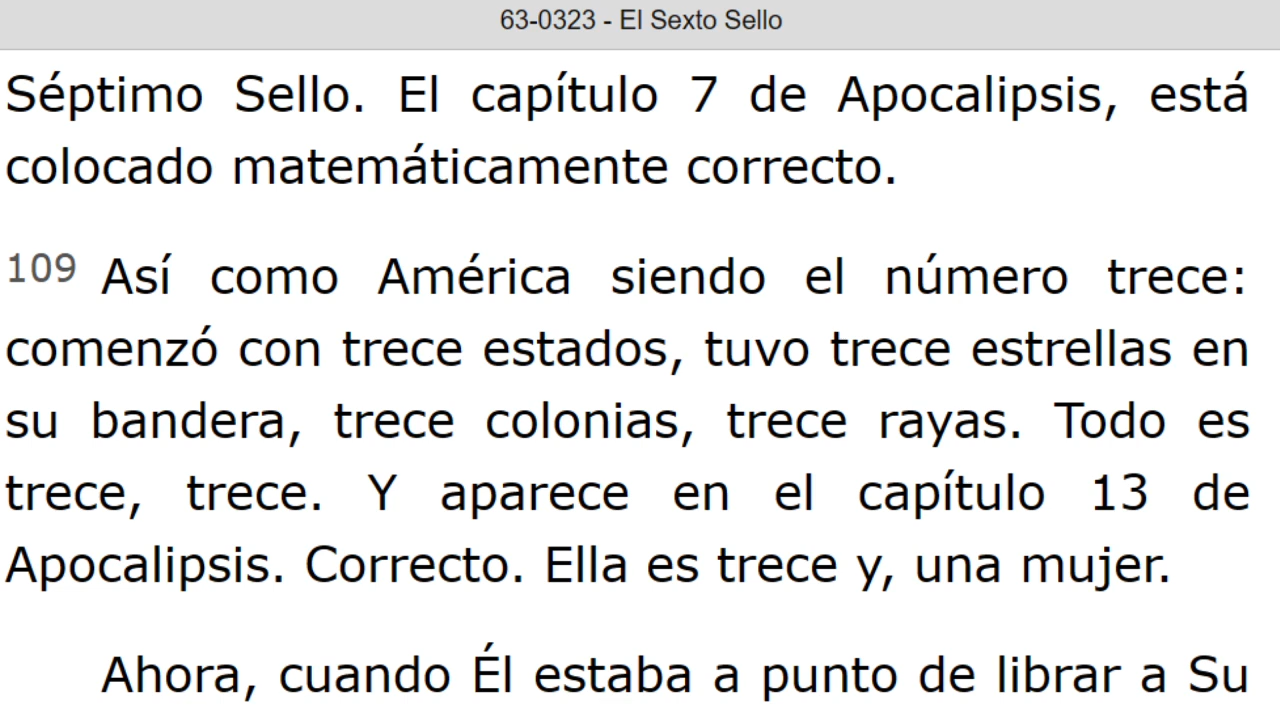 63-0323 - El Sexto Sello
Séptimo Sello. El capítulo 7 de Apocalipsis, está
colocado matemáticamente correcto.
109 Así como América siendo el número trece:
comenzó con trece estados, tuvo trece estrellas en
su bandera, trece colonias, trece rayas. Todo es
trece, trece. Y aparece en el capítulo 13 de
Apocalipsis. Correcto. Ella es trece y, una mujer.
Ahora, cuando Él estaba a punto de librar a Su